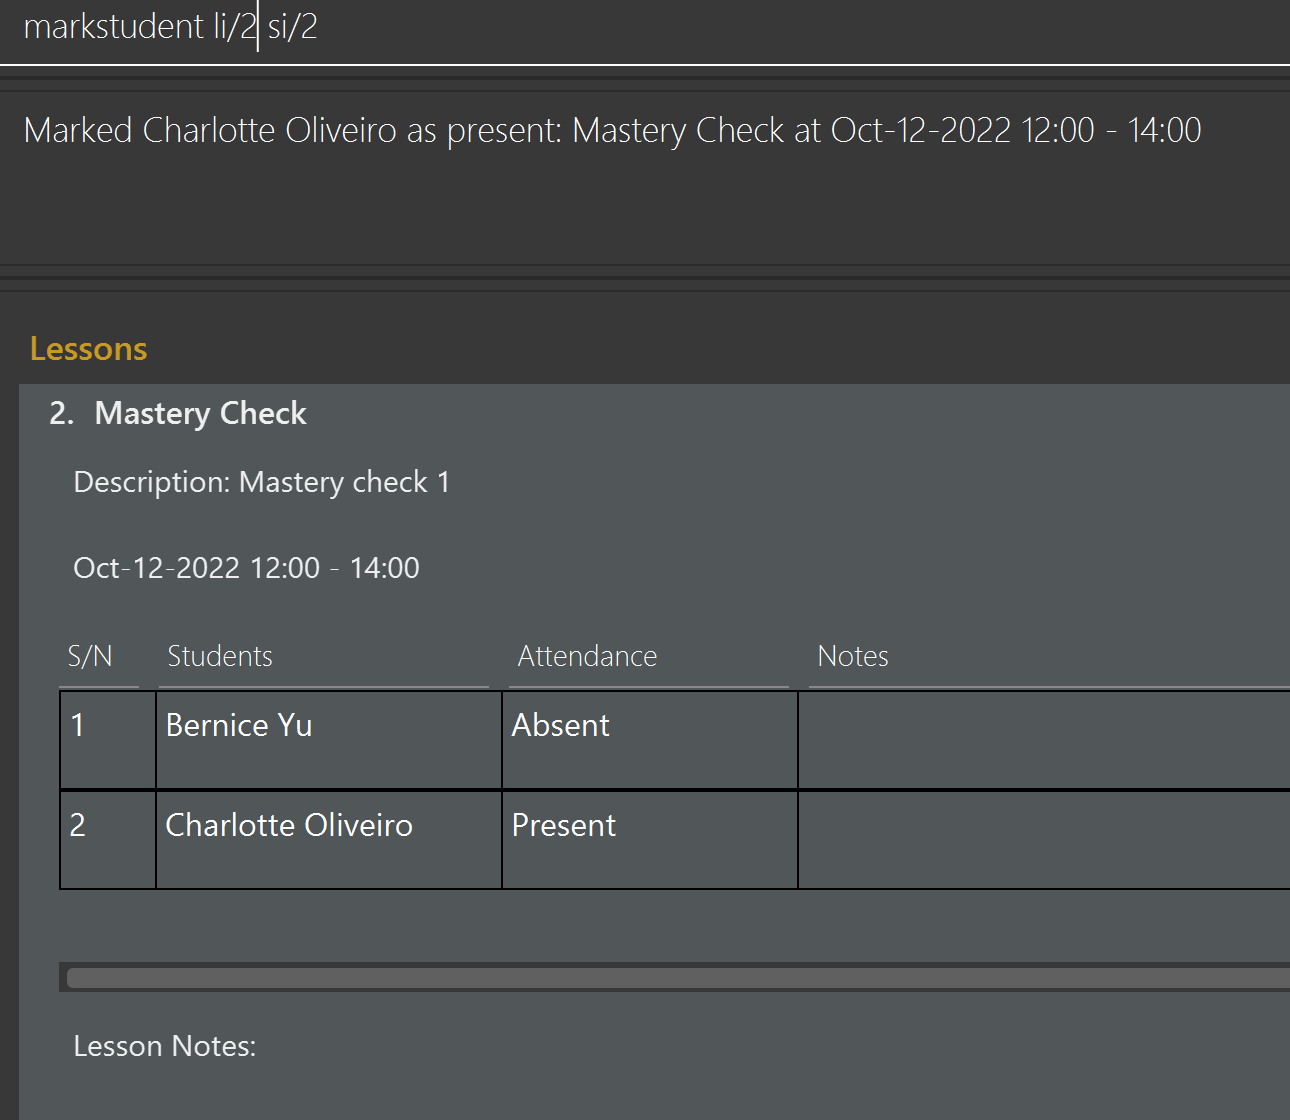 markstudent li/2 si/2
Marked Charlotte Oliveiro as present: Mastery Check at Oct-12-2022 12:00 - 14:00
Lessons
2. Mastery Check
Description: Mastery check 1
Oct-12-2022 12:00 - 14:00
S/N Students Attendance Notes
1 Bernice Yu Absent
2 Charlotte Oliveiro Present
Lesson Notes: